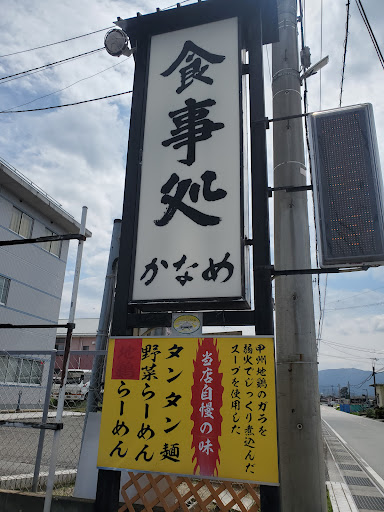 食事処
かなめ
甲州地鶏のガラを
弱火でじっくり煮込んだ
スープを使用した
当店自慢の味
タンタン麺
野菜らーめん
らーめん